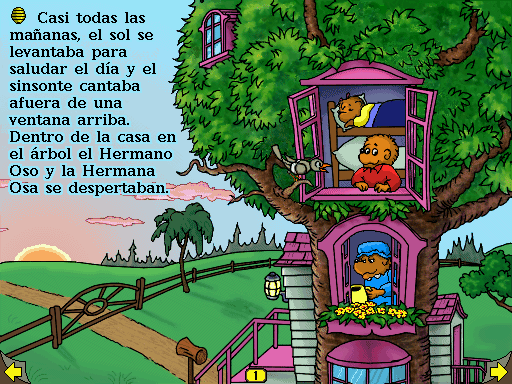 Casi todas las
mañanas, el sol se
levantaba para
saludar el día y el
sinsonte cantaba
afuera de una
ventana arriba.
Dentro de la casa en
el árbol el Hermano
Oso y la Hermana
Osa se despertaban.
1